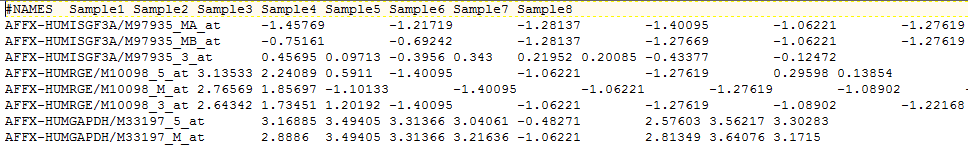 #NAMES Sample1 Sample2 Sample3 Sample4 Sample5 Sample6 Sample7 Sample8
AFFX-HUMISGF3A/M97935_MA_at -1.45769 -1.21719 -1.28137 -1.40095 -1.06221 -1.27619
AFFX-HUMISGF3A/M97935_MB_at -0.75161 -0.69242 -1.28137 -1.27669 -1.06221 -1.27619
AFFX-HUMISGF3A/M97935_3_at 0.45695 0.09713 -0.3956 0.343 0.21952 0.20085 -0.43377 -0.12472
AFFX-HUMRGE/M10098_5_at 3.13533 2.24089 0.5911 -1.40095 -1.06221 -1.27619 0.29598 0.13854
AFFX-HUMRGE/M10098_M_at 2.76569 1.85697 -1.10133 -1.40095 -1.06221 -1.27619 -1.08902
AFFX-HUMRGE/M10098_3_at 2.64342 1.73451 1.20192 -1.40095 -1.06221 -1.27619 -1.08902 -1.22168
AFFX-HUMGAPDH/M33197_5_at 3.16885 3.49405 3.31366 3.04061 -0.48271 2.57603 3.56217 3.30283
AFFX-HUMGAPDH/M33197_M_at 2.8886 3.49405 3.31366 3.21636 -1.06221 2.81349 3.64076 3.1715